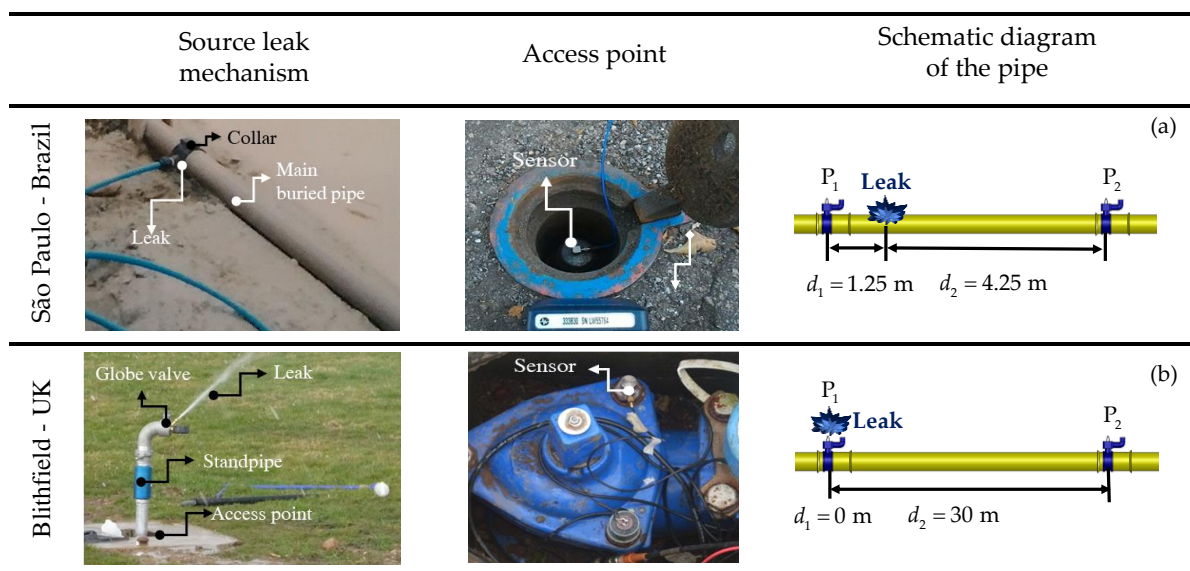 Source leak
mechanism
Access point
Schematic diagram
of the pipe
São Paulo - Brazil
Collar
Main
buried pipe
Leak
Sensor
(a)
P₁
Leak
P₂
d₁ = 1.25 m
d₂ = 4.25 m
Blithfield - UK
Globe valve
Leak
Standpipe
Access point
Sensor
(b)
P₁
Leak
P₂
d₁ = 0 m
d₂ = 30 m